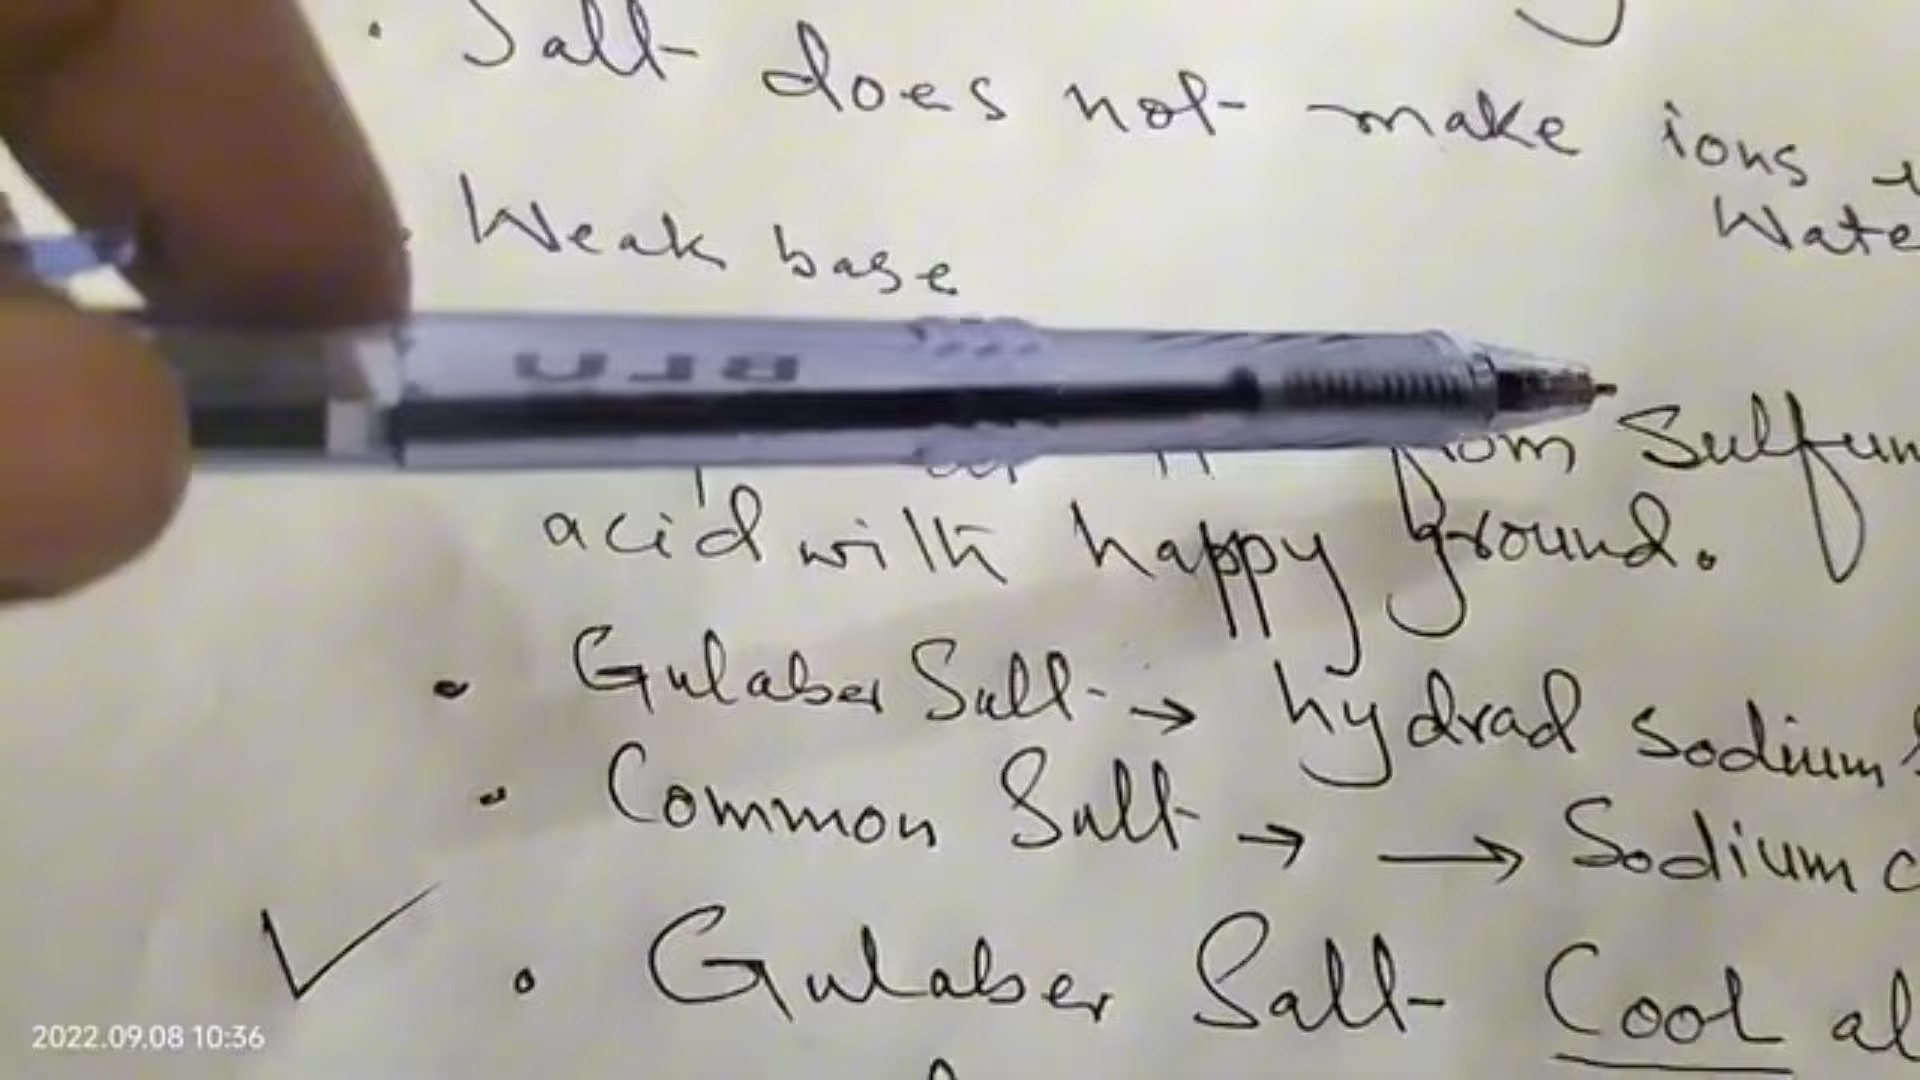 . Salt does not make ions
Wate
Weak base
from Sulfur
acid with happy ground.
. Gulaber Salt → hydrad sodium
. Common Salt → → Sodium c
✓ . Gulaber Salt Cool al
2022.09.08 10:36